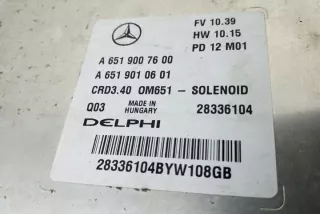 FV 10.39
HW 10.15
PD 12 M01
A 651 900 76 00
A 651 901 06 01
CRD3.40 OM651 - SOLENOID
Q03 MADE IN HUNGARY 28336104
DELPHI
28336104BYW108GB